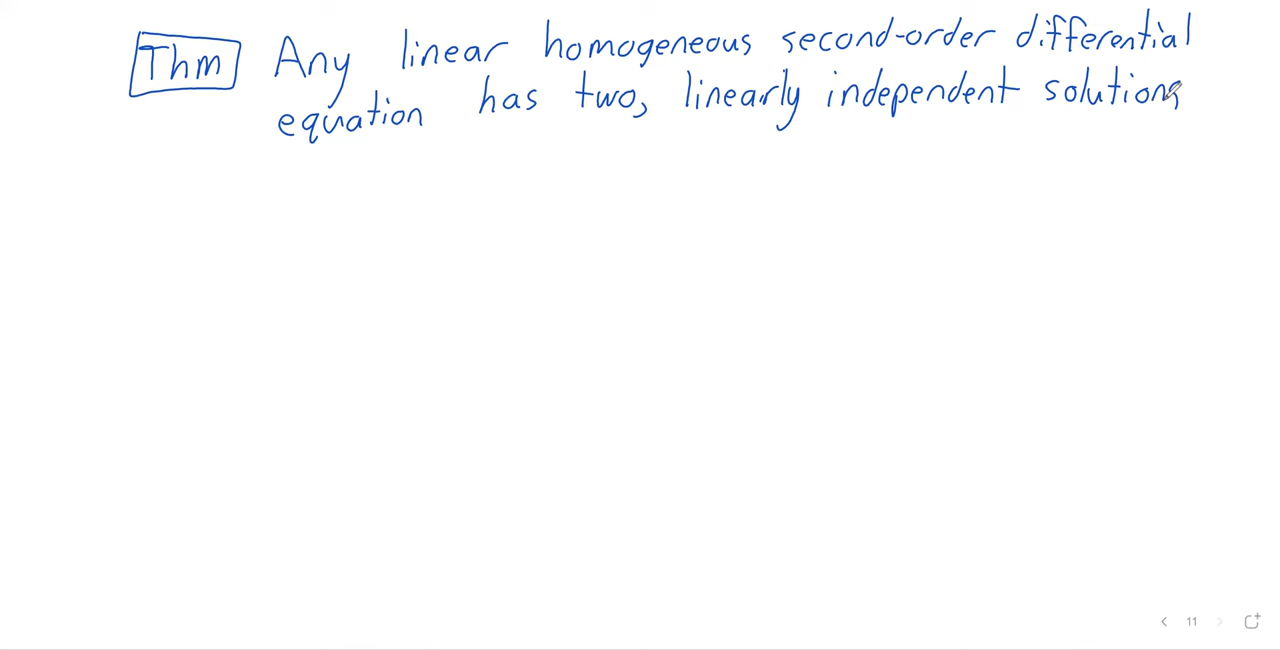 Thm Any linear homogeneous second-order differential
equation has two, linearly independent solutions
11